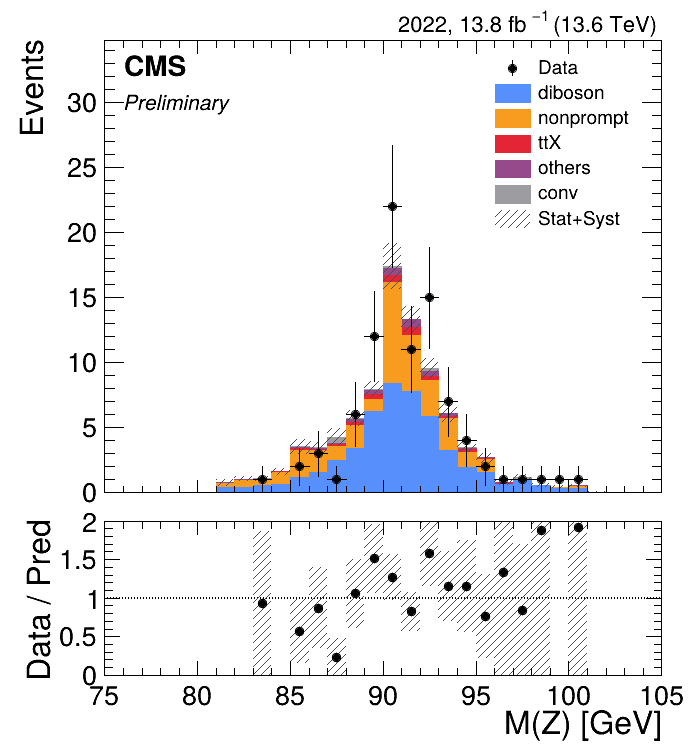 2022, 13.8 fb⁻¹ (13.6 TeV)
CMS
Preliminary
Data
diboson
nonprompt
ttX
others
conv
Stat+Syst
Events
30
25
20
15
10
5
0
Data / Pred
2
1.5
1
0.5
0
75 80 85 90 95 100 105
M(Z) [GeV]